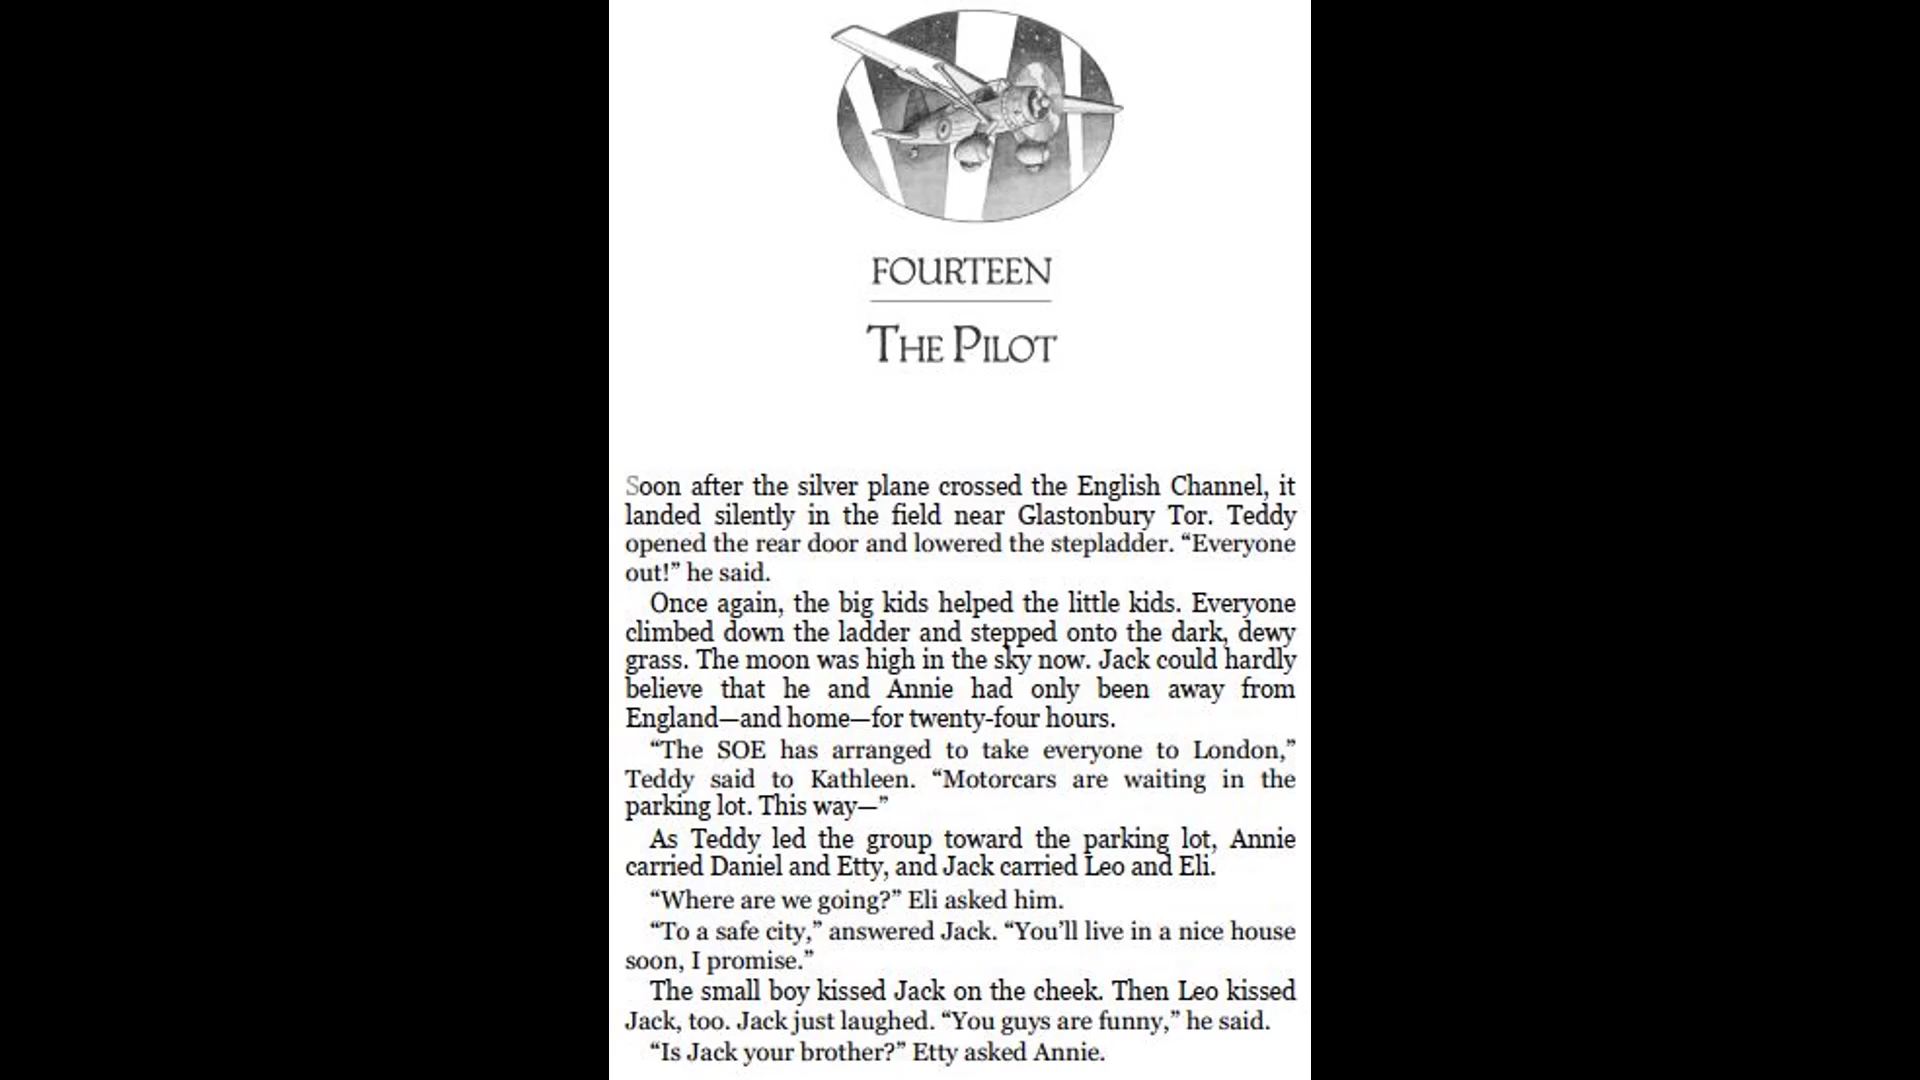 FOURTEEN
THE PILOT
Soon after the silver plane crossed the English Channel, it
landed silently in the field near Glastonbury Tor. Teddy
opened the rear door and lowered the stepladder. “Everyone
out!” he said.
Once again, the big kids helped the little kids. Everyone
climbed down the ladder and stepped onto the dark, dewy
grass. The moon was high in the sky now. Jack could hardly
believe that he and Annie had only been away from
England—and home—for twenty-four hours.
“The SOE has arranged to take everyone to London,”
Teddy said to Kathleen. “Motorcars are waiting in the
parking lot. This way—”
As Teddy led the group toward the parking lot, Annie
carried Daniel and Etty, and Jack carried Leo and Eli.
“Where are we going?” Eli asked him.
“To a safe city,” answered Jack. “You’ll live in a nice house
soon, I promise.”
The small boy kissed Jack on the cheek. Then Leo kissed
Jack, too. Jack just laughed. “You guys are funny,” he said.
“Is Jack your brother?” Etty asked Annie.